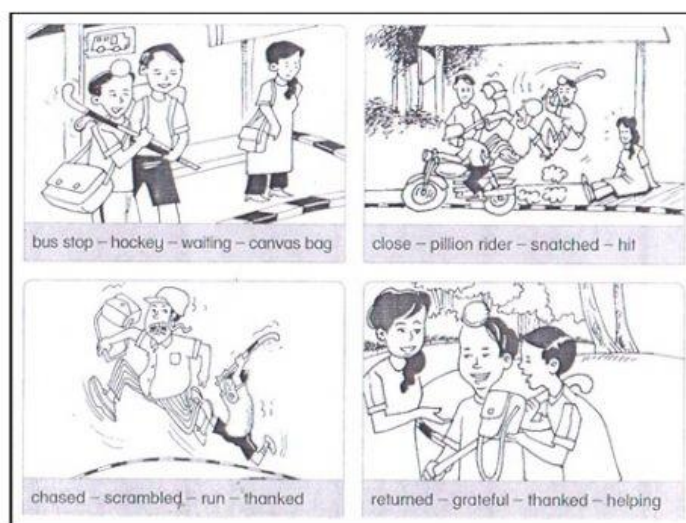 bus stop – hockey – waiting – canvas bag
close – pillion rider – snatched – hit
chased – scrambled – run – thanked
returned – grateful – thanked – helping